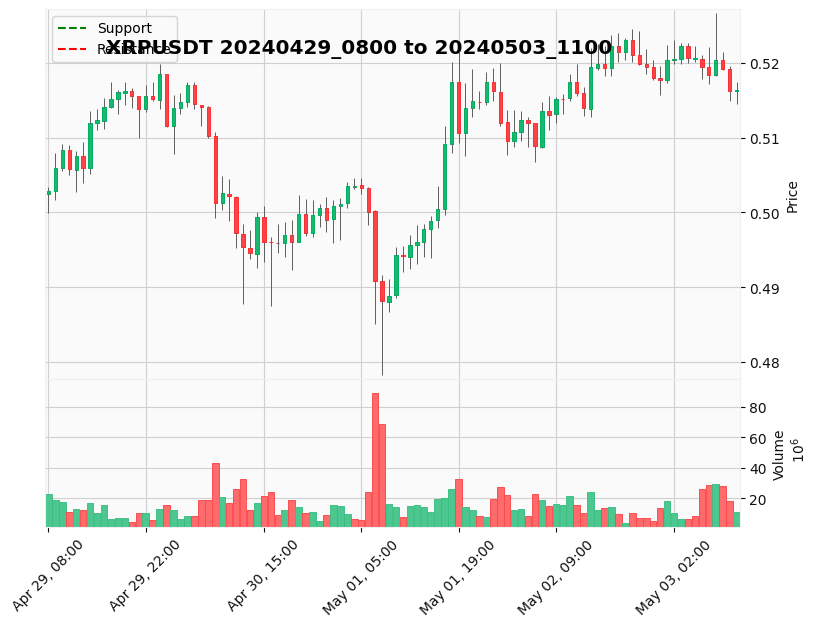 Support
Resistance
XRPUSDT 20240429_0800 to 20240503_1100
0.52
0.51
0.50
0.49
0.48
Price
80
60
40
20
Volume
10^6
Apr 29, 08:00
Apr 29, 22:00
Apr 30, 15:00
May 01, 05:00
May 01, 19:00
May 02, 09:00
May 03, 02:00